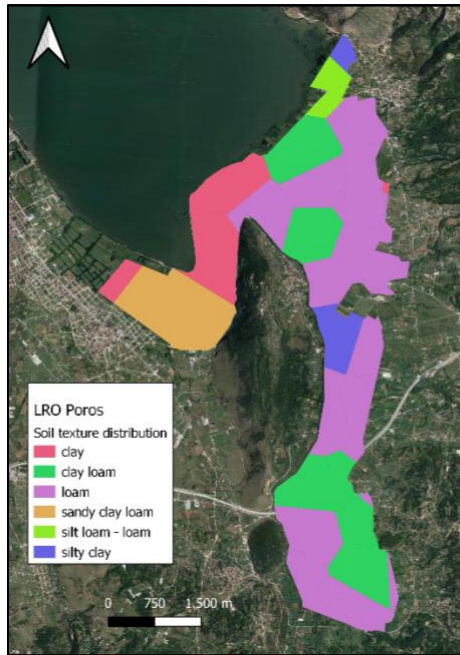 LRO Poros
Soil texture distribution
clay
clay loam
loam
sandy clay loam
silt loam - loam
silty clay
0 750 1.500 m